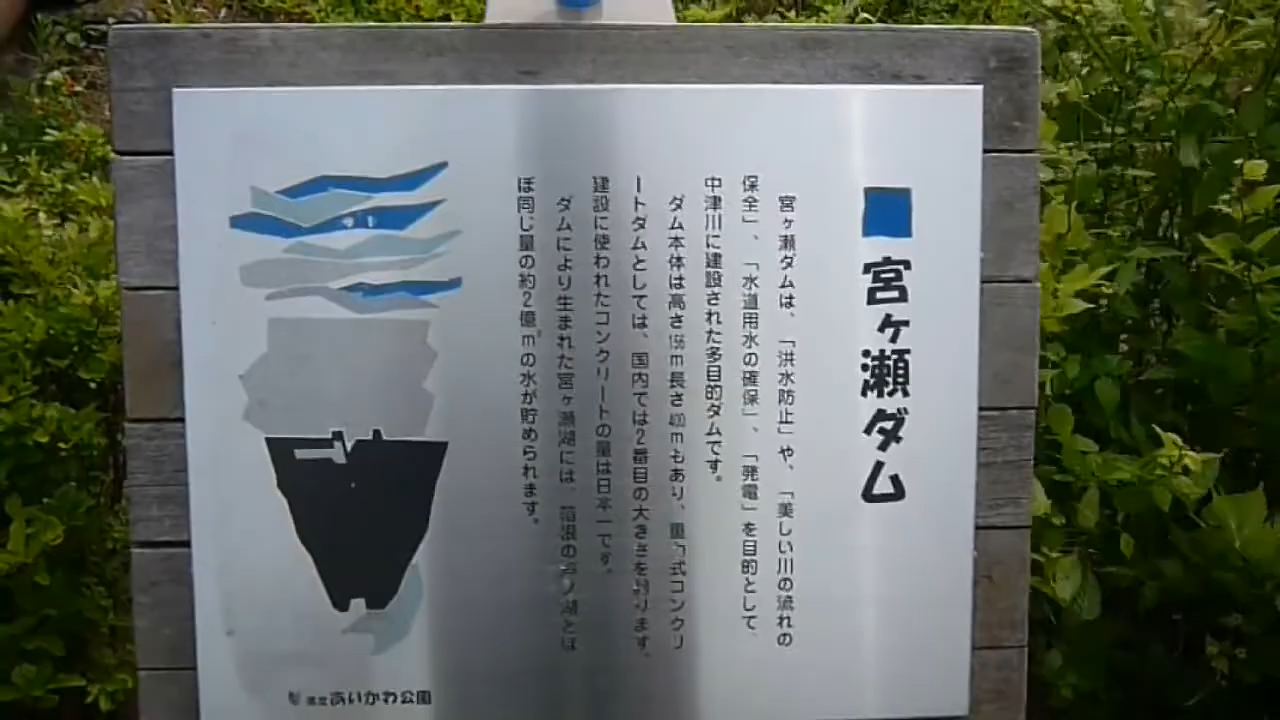 宮ヶ瀬ダム
宮ヶ瀬ダムは、「洪水防止」や、「美しい川の流れの
保全」、「水道用水の確保」、「発電」を目的として、
中津川に建設された多目的ダムです。
ダム本体は高さ156m長さ400mもあり、重力式コンクリ
ートダムとしては、国内では2番目の大きさを誇ります。
建設に使われたコンクリートの量は日本一です。
ダムにより生まれた宮ヶ瀬湖には、箱根の芦ノ湖とほ
ぼ同じ量の約2億m³の水が貯められます。
県立あいかわ公園